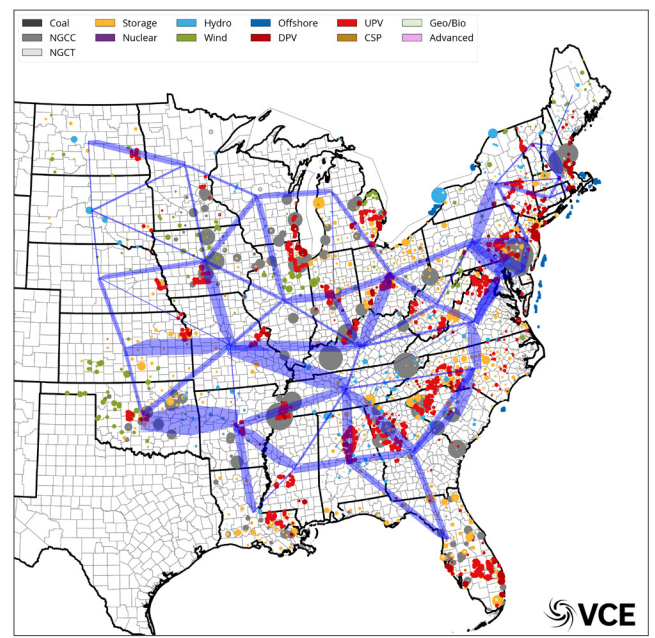 Coal Storage Hydro Offshore UPV Geo/Bio
NGCC Nuclear Wind DPV CSP Advanced
NGCT
VCE